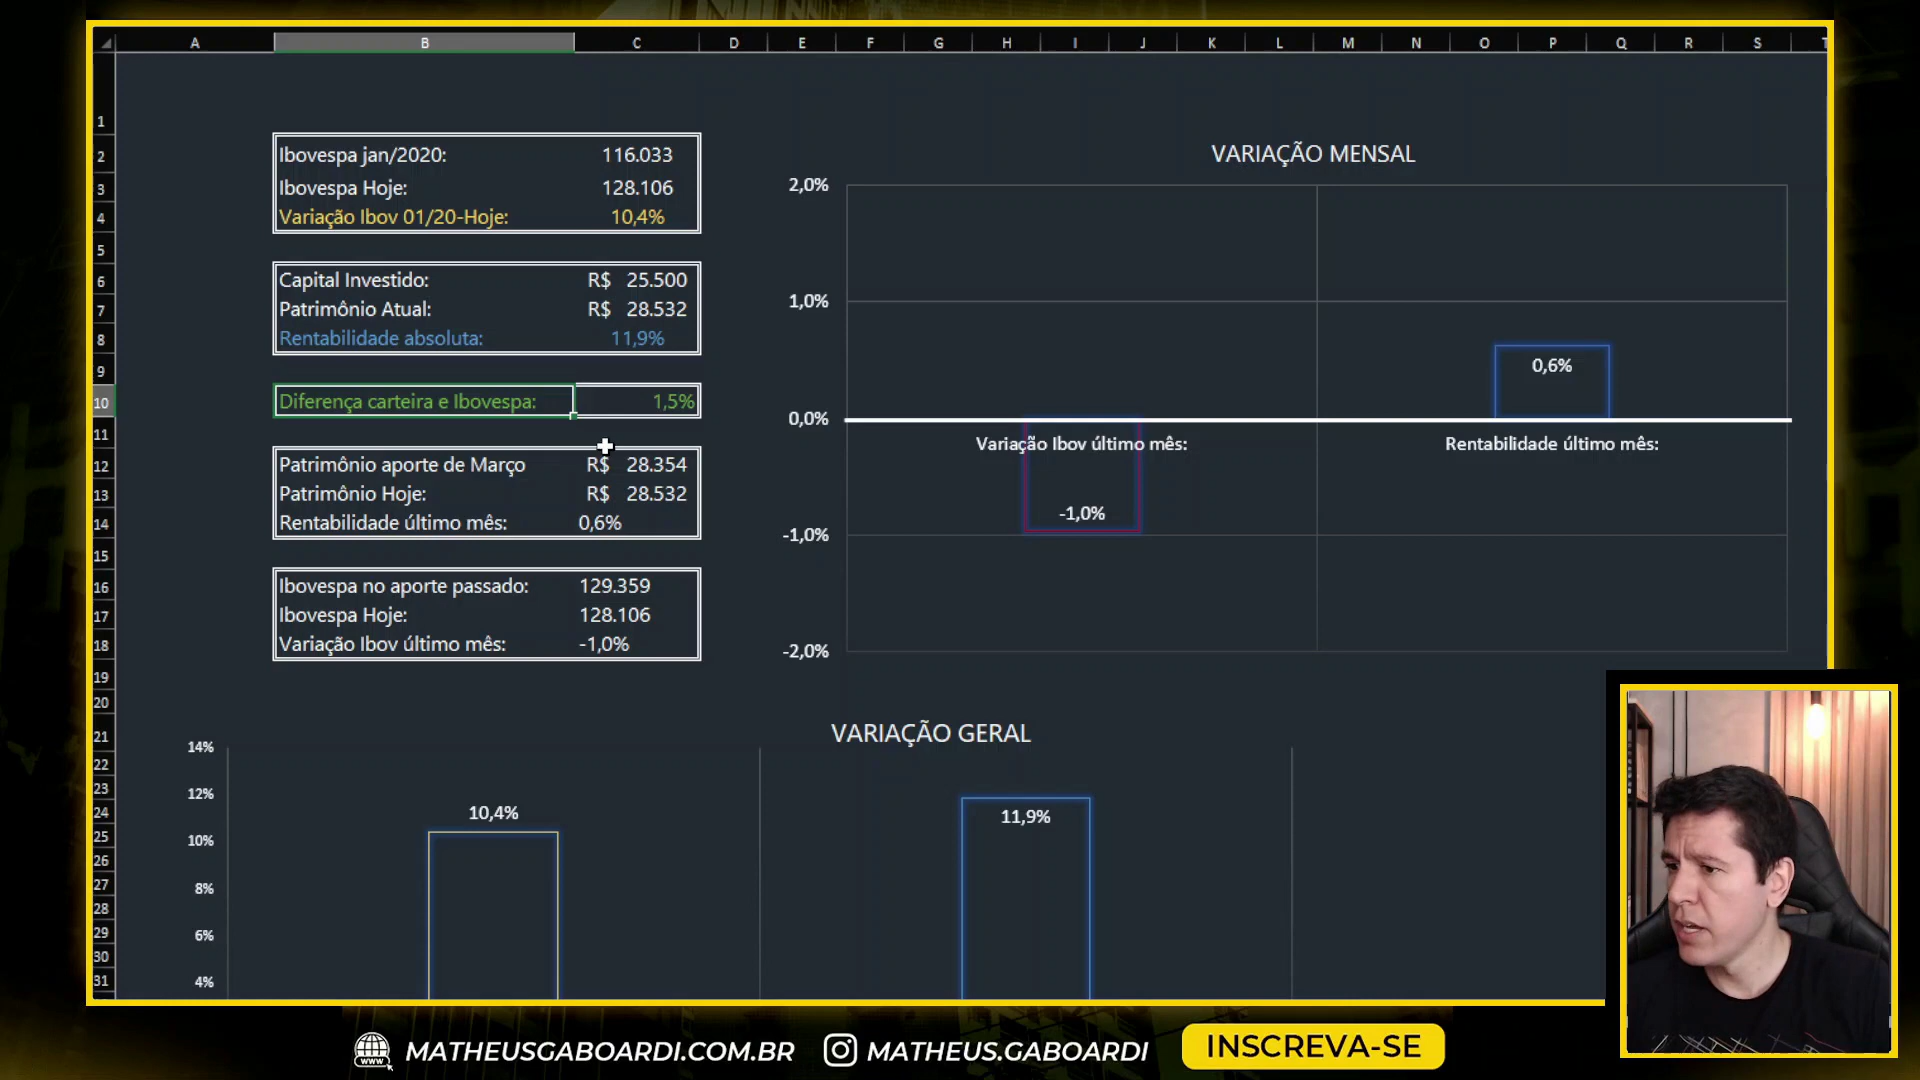 A B C D E F G H I J K L M N O P Q R S T
1
2 Ibovespa jan/2020: 116.033
3 Ibovespa Hoje: 128.106
4 Variação Ibov 01/20-Hoje: 10,4%
5
6 Capital Investido: R$ 25.500
7 Patrimônio Atual: R$ 28.532
8 Rentabilidade absoluta: 11,9%
9
10 Diferença carteira e Ibovespa: 1,5%
11
12 Patrimônio aporte de Março R$ 28.354
13 Patrimônio Hoje: R$ 28.532
14 Rentabilidade último mês: 0,6%
15
16 Ibovespa no aporte passado: 129.359
17 Ibovespa Hoje: 128.106
18 Variação Ibov último mês: -1,0%
19
20
21
22
23
24
25
26
27
28
29
30
31
VARIAÇÃO MENSAL
2,0%
1,0%
0,6%
0,0%
Variação Ibov último mês: Rentabilidade último mês:
-1,0%
-1,0%
-2,0%
VARIAÇÃO GERAL
14%
12%
10,4% 11,9%
10%
8%
6%
4%
WWW MATHEUSGABOARDI.COM.BR MATHEUS.GABOARDI INSCREVA-SE